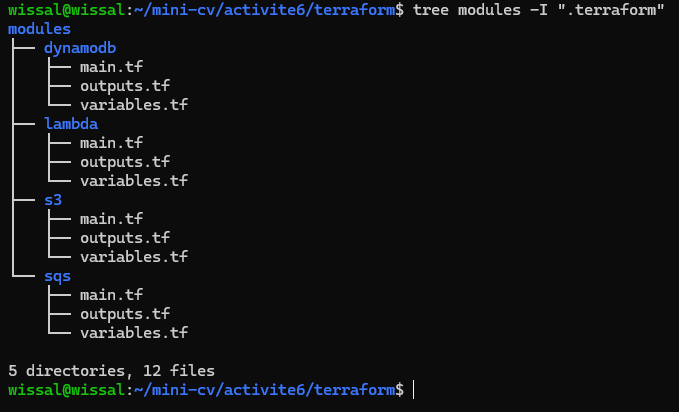 wissal@wissal:~/mini-cv/activite6/terraform$ tree modules -I ".terraform"
modules
├── dynamodb
│   ├── main.tf
│   ├── outputs.tf
│   └── variables.tf
├── lambda
│   ├── main.tf
│   ├── outputs.tf
│   └── variables.tf
├── s3
│   ├── main.tf
│   ├── outputs.tf
│   └── variables.tf
└── sqs
    ├── main.tf
    ├── outputs.tf
    └── variables.tf

5 directories, 12 files
wissal@wissal:~/mini-cv/activite6/terraform$